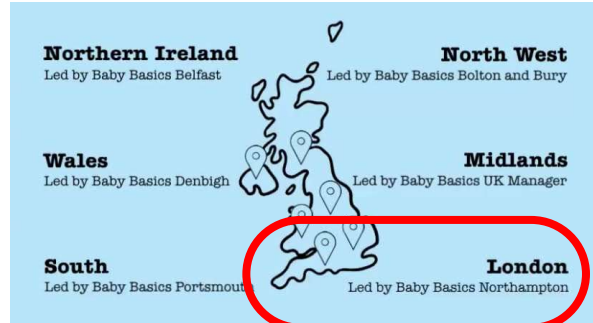 Northern Ireland
Led by Baby Basics Belfast
North West
Led by Baby Basics Bolton and Bury
Wales
Led by Baby Basics Denbigh
Midlands
Led by Baby Basics UK Manager
South
Led by Baby Basics Portsmouth
London
Led by Baby Basics Northampton